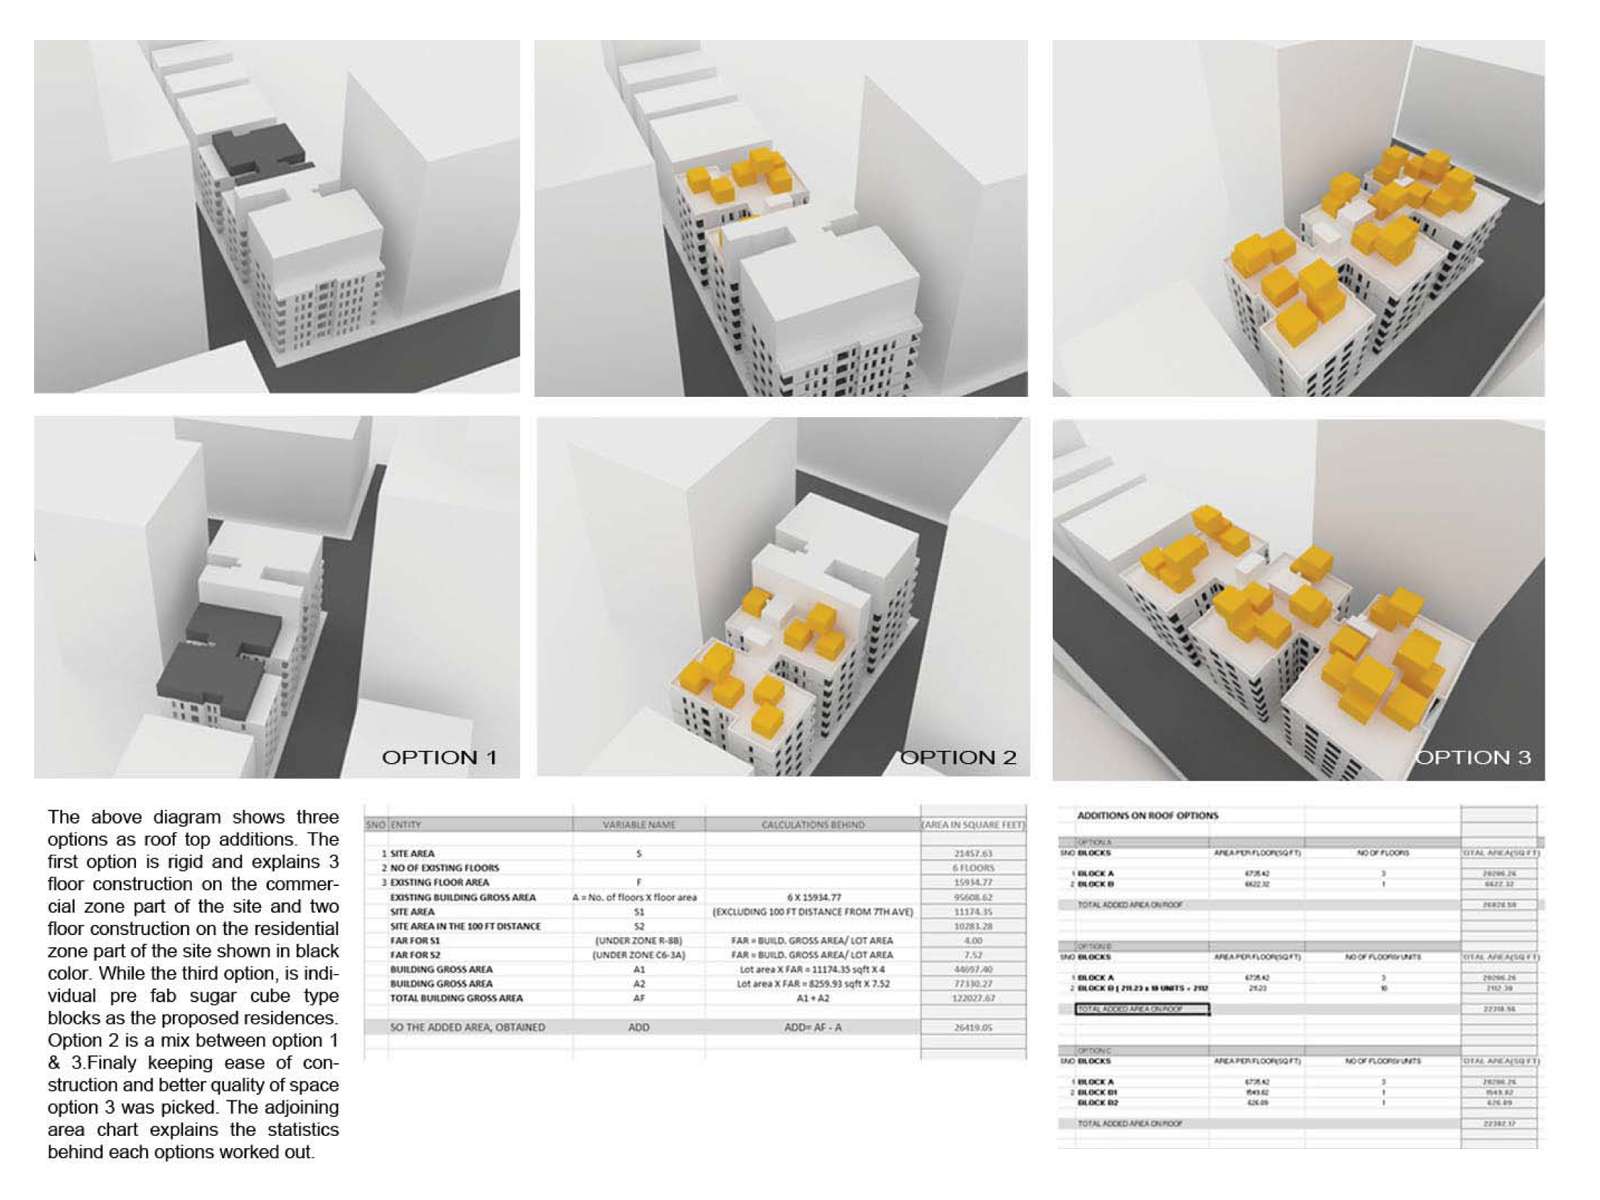 OPTION 1
OPTION 2
OPTION 3
The above diagram shows three
options as roof top additions. The
first option is rigid and explains 3
floor construction on the commer-
cial zone part of the site and two
floor construction on the residential
zone part of the site shown in black
color. While the third option, is indi-
vidual pre fab sugar cube type
blocks as the proposed residences.
Option 2 is a mix between option 1
& 3.Finaly keeping ease of con-
struction and better quality of space
option 3 was picked. The adjoining
area chart explains the statistics
behind each options worked out.
SNO ENTITY VARIABLE NAME CALCULATIONS BEHIND (AREA IN SQUARE FEET)
1 SITE AREA S 21457.63
2 NO OF EXISTING FLOORS 6 FLOORS
3 EXISTING FLOOR AREA F 15934.77
EXISTING BUILDING GROSS AREA A = No. of floors X floor area 6 X 15934.77 95608.62
SITE AREA S1 (EXCLUDING 100 FT DISTANCE FROM 7TH AVE) 11174.35
SITE AREA IN THE 100 FT DISTANCE S2 10283.28
FAR FOR S1 (UNDER ZONE R-8B) FAR = BUILD. GROSS AREA/ LOT AREA 4.00
FAR FOR S2 (UNDER ZONE C6-3A) FAR = BUILD. GROSS AREA/ LOT AREA 7.52
BUILDING GROSS AREA A1 Lot area X FAR = 11174.35 sqft X 4 44697.40
BUILDING GROSS AREA A2 Lot area X FAR = 8259.93 sqft X 7.52 77330.27
TOTAL BUILDING GROSS AREA AF A1 + A2 122027.67
SO THE ADDED AREA, OBTAINED ADD ADD= AF - A 26419.05
ADDITIONS ON ROOF OPTIONS
OPTION A
SNO BLOCKS AREA PER FLOOR(SQ FT) NO OF FLOORS TOTAL AREA(SQ FT)
1 BLOCK A 6735.42 3 20206.26
2 BLOCK B 6622.32 1 6622.32
TOTAL ADDED AREA ON ROOF 26828.58
OPTION B
SNO BLOCKS AREA PER FLOOR(SQ FT) NO OF FLOORS/UNITS TOTAL AREA(SQ FT)
1 BLOCK A 6735.42 3 20206.26
2 BLOCK B ( 211.23 x 10 UNITS = 2112 211.23 10 2112.30
TOTAL ADDED AREA ON ROOF 22318.56
OPTION C
SNO BLOCKS AREA PER FLOOR(SQ FT) NO OF FLOORS/UNITS TOTAL AREA(SQ FT)
1 BLOCK A 6735.42 3 20206.26
2 BLOCK B1 1549.82 1 1549.82
BLOCK B2 626.09 1 626.09
TOTAL ADDED AREA ON ROOF 22382.17